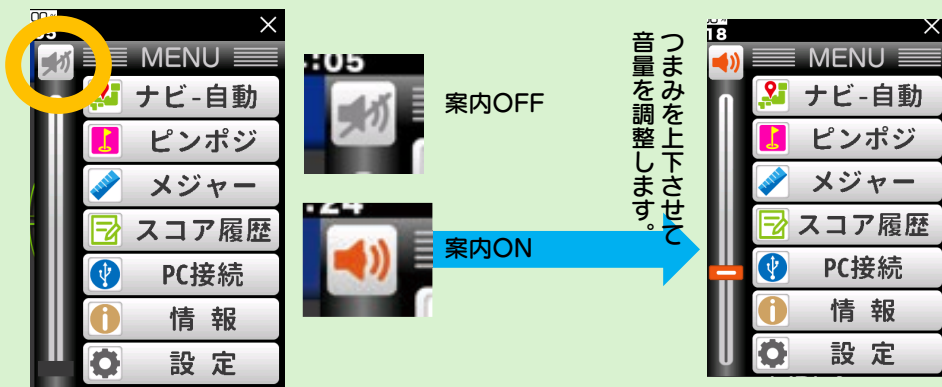 05
MENU
ナビ-自動
ピンポジ
メジャー
スコア履歴
PC接続
情 報
設 定
:05
案内OFF
:24
案内ON
つまみを上下させて
音量を調整します。
18
MENU
ナビ-自動
ピンポジ
メジャー
スコア履歴
PC接続
情 報
設 定